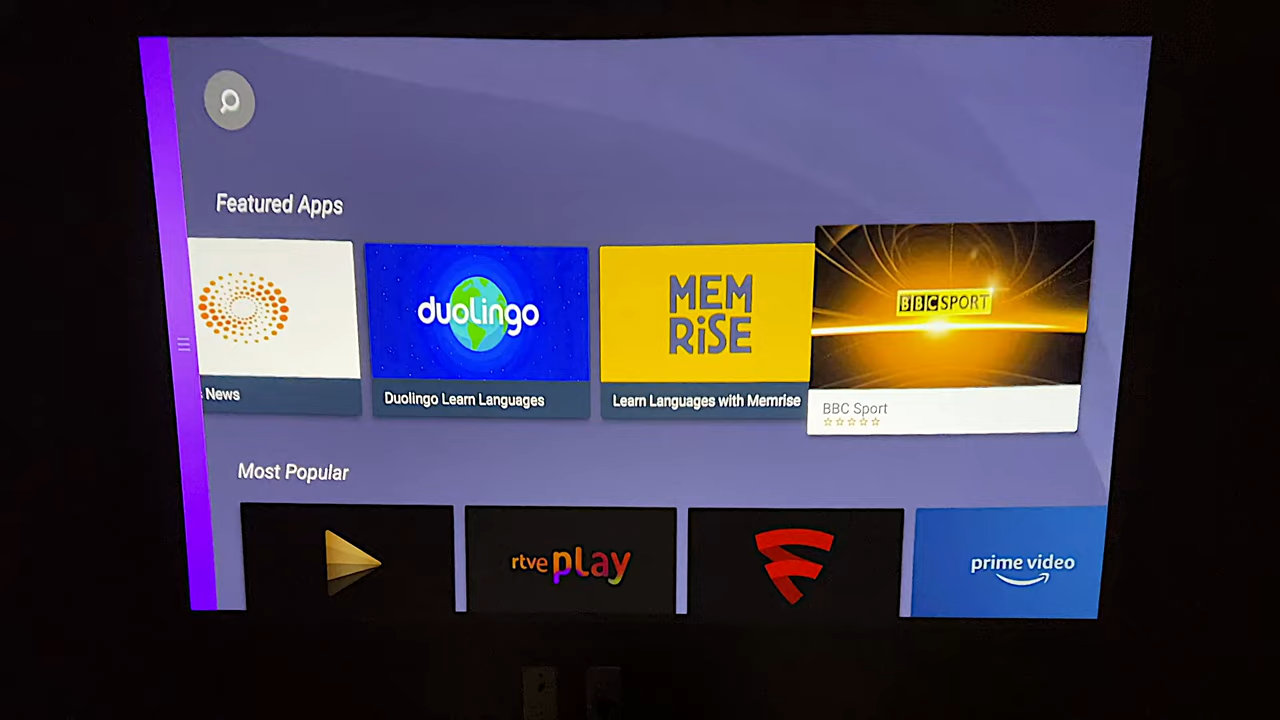 Featured Apps
duolingo
MEM
RiSE
BBC SPORT
News
Duolingo Learn Languages
Learn Languages with Memrise
BBC Sport
Most Popular
rtve play
prime video